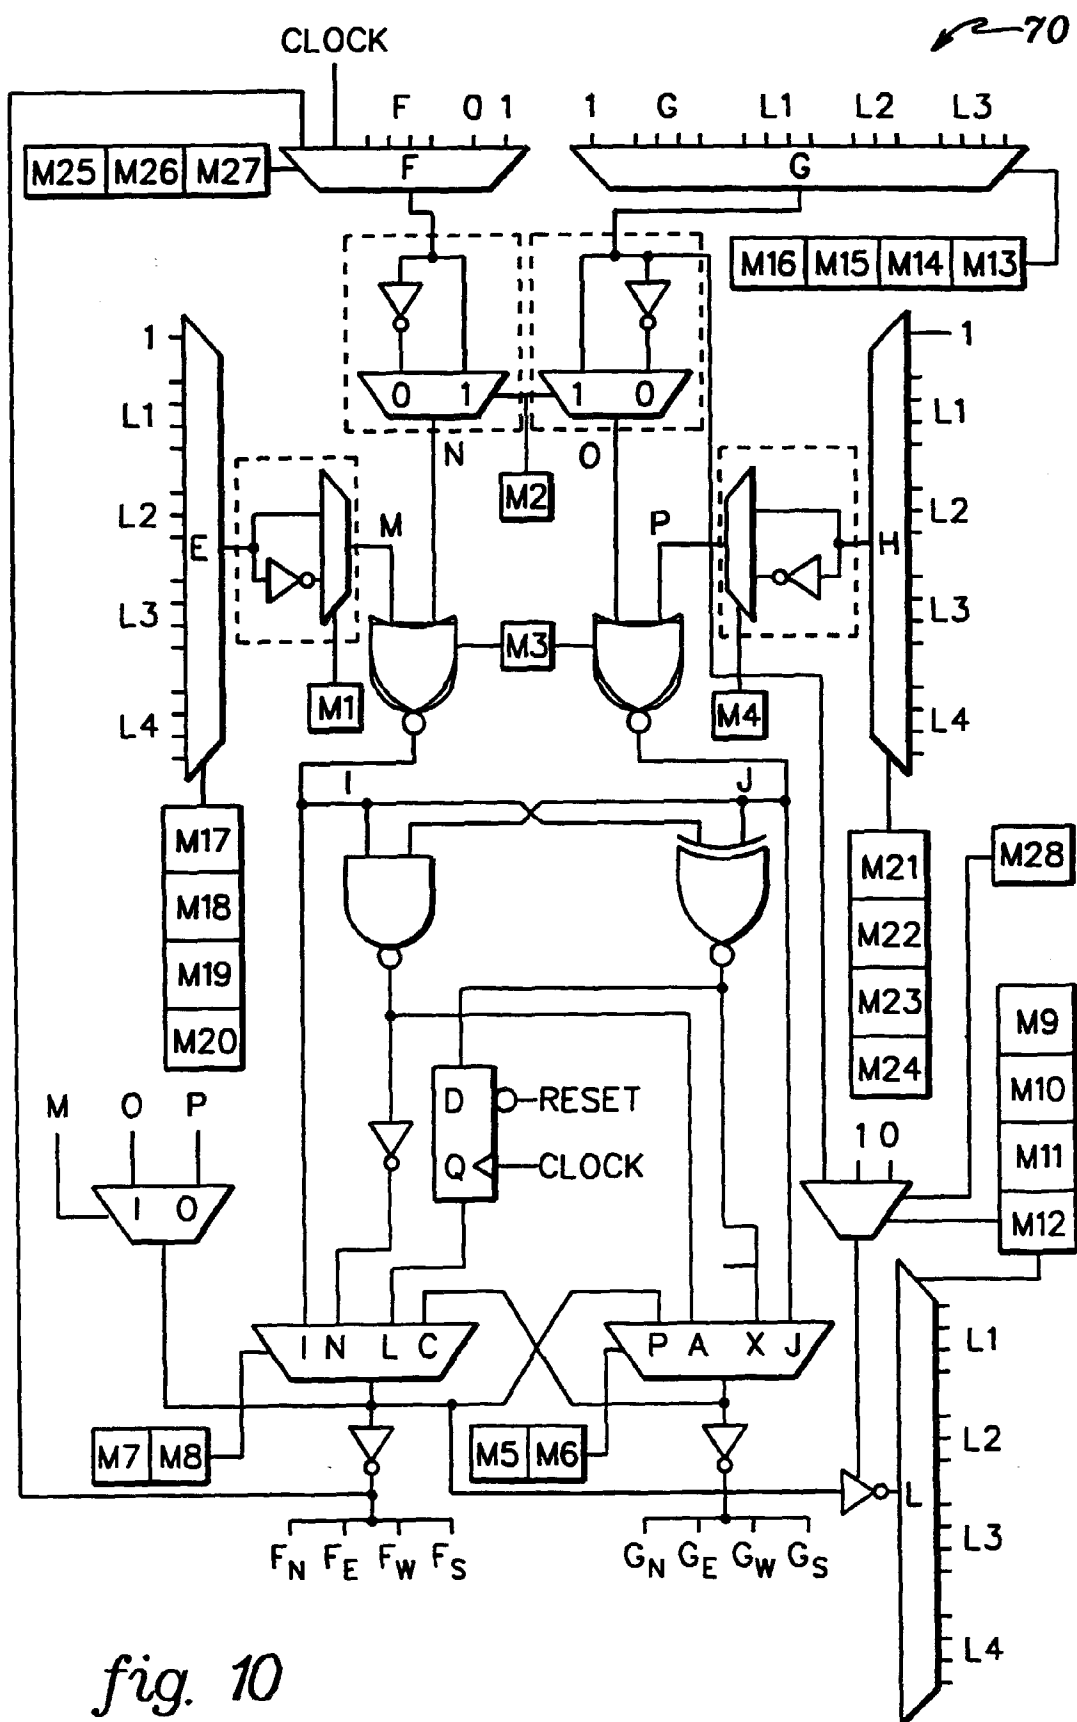 70
CLOCK
F 0 1 1 G L1 L2 L3
M25 M26 M27 F G
M16 M15 M14 M13
1 1
0 1 1 0
L1 L1
N M2 O
L2 M P L2
E H
L3 M3 L3
M1 M4
L4 L4
I J
M17 M21 M28
M18 M22
M19 M23 M9
M20 M24 M10
M O P D RESET
1 0 M11
Q CLOCK
I O M12
I N L C P A X J L1
M7 M8 M5 M6 L2
L
L3
FN FE FW FS GN GE GW GS
L4
fig. 10